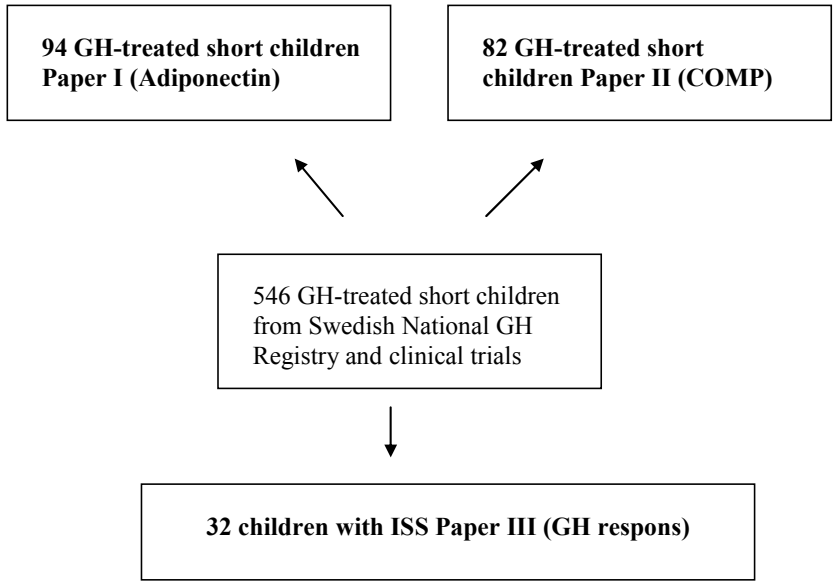 94 GH-treated short children
Paper I (Adiponectin)
82 GH-treated short
children Paper II (COMP)
546 GH-treated short children
from Swedish National GH
Registry and clinical trials
32 children with ISS Paper III (GH respons)